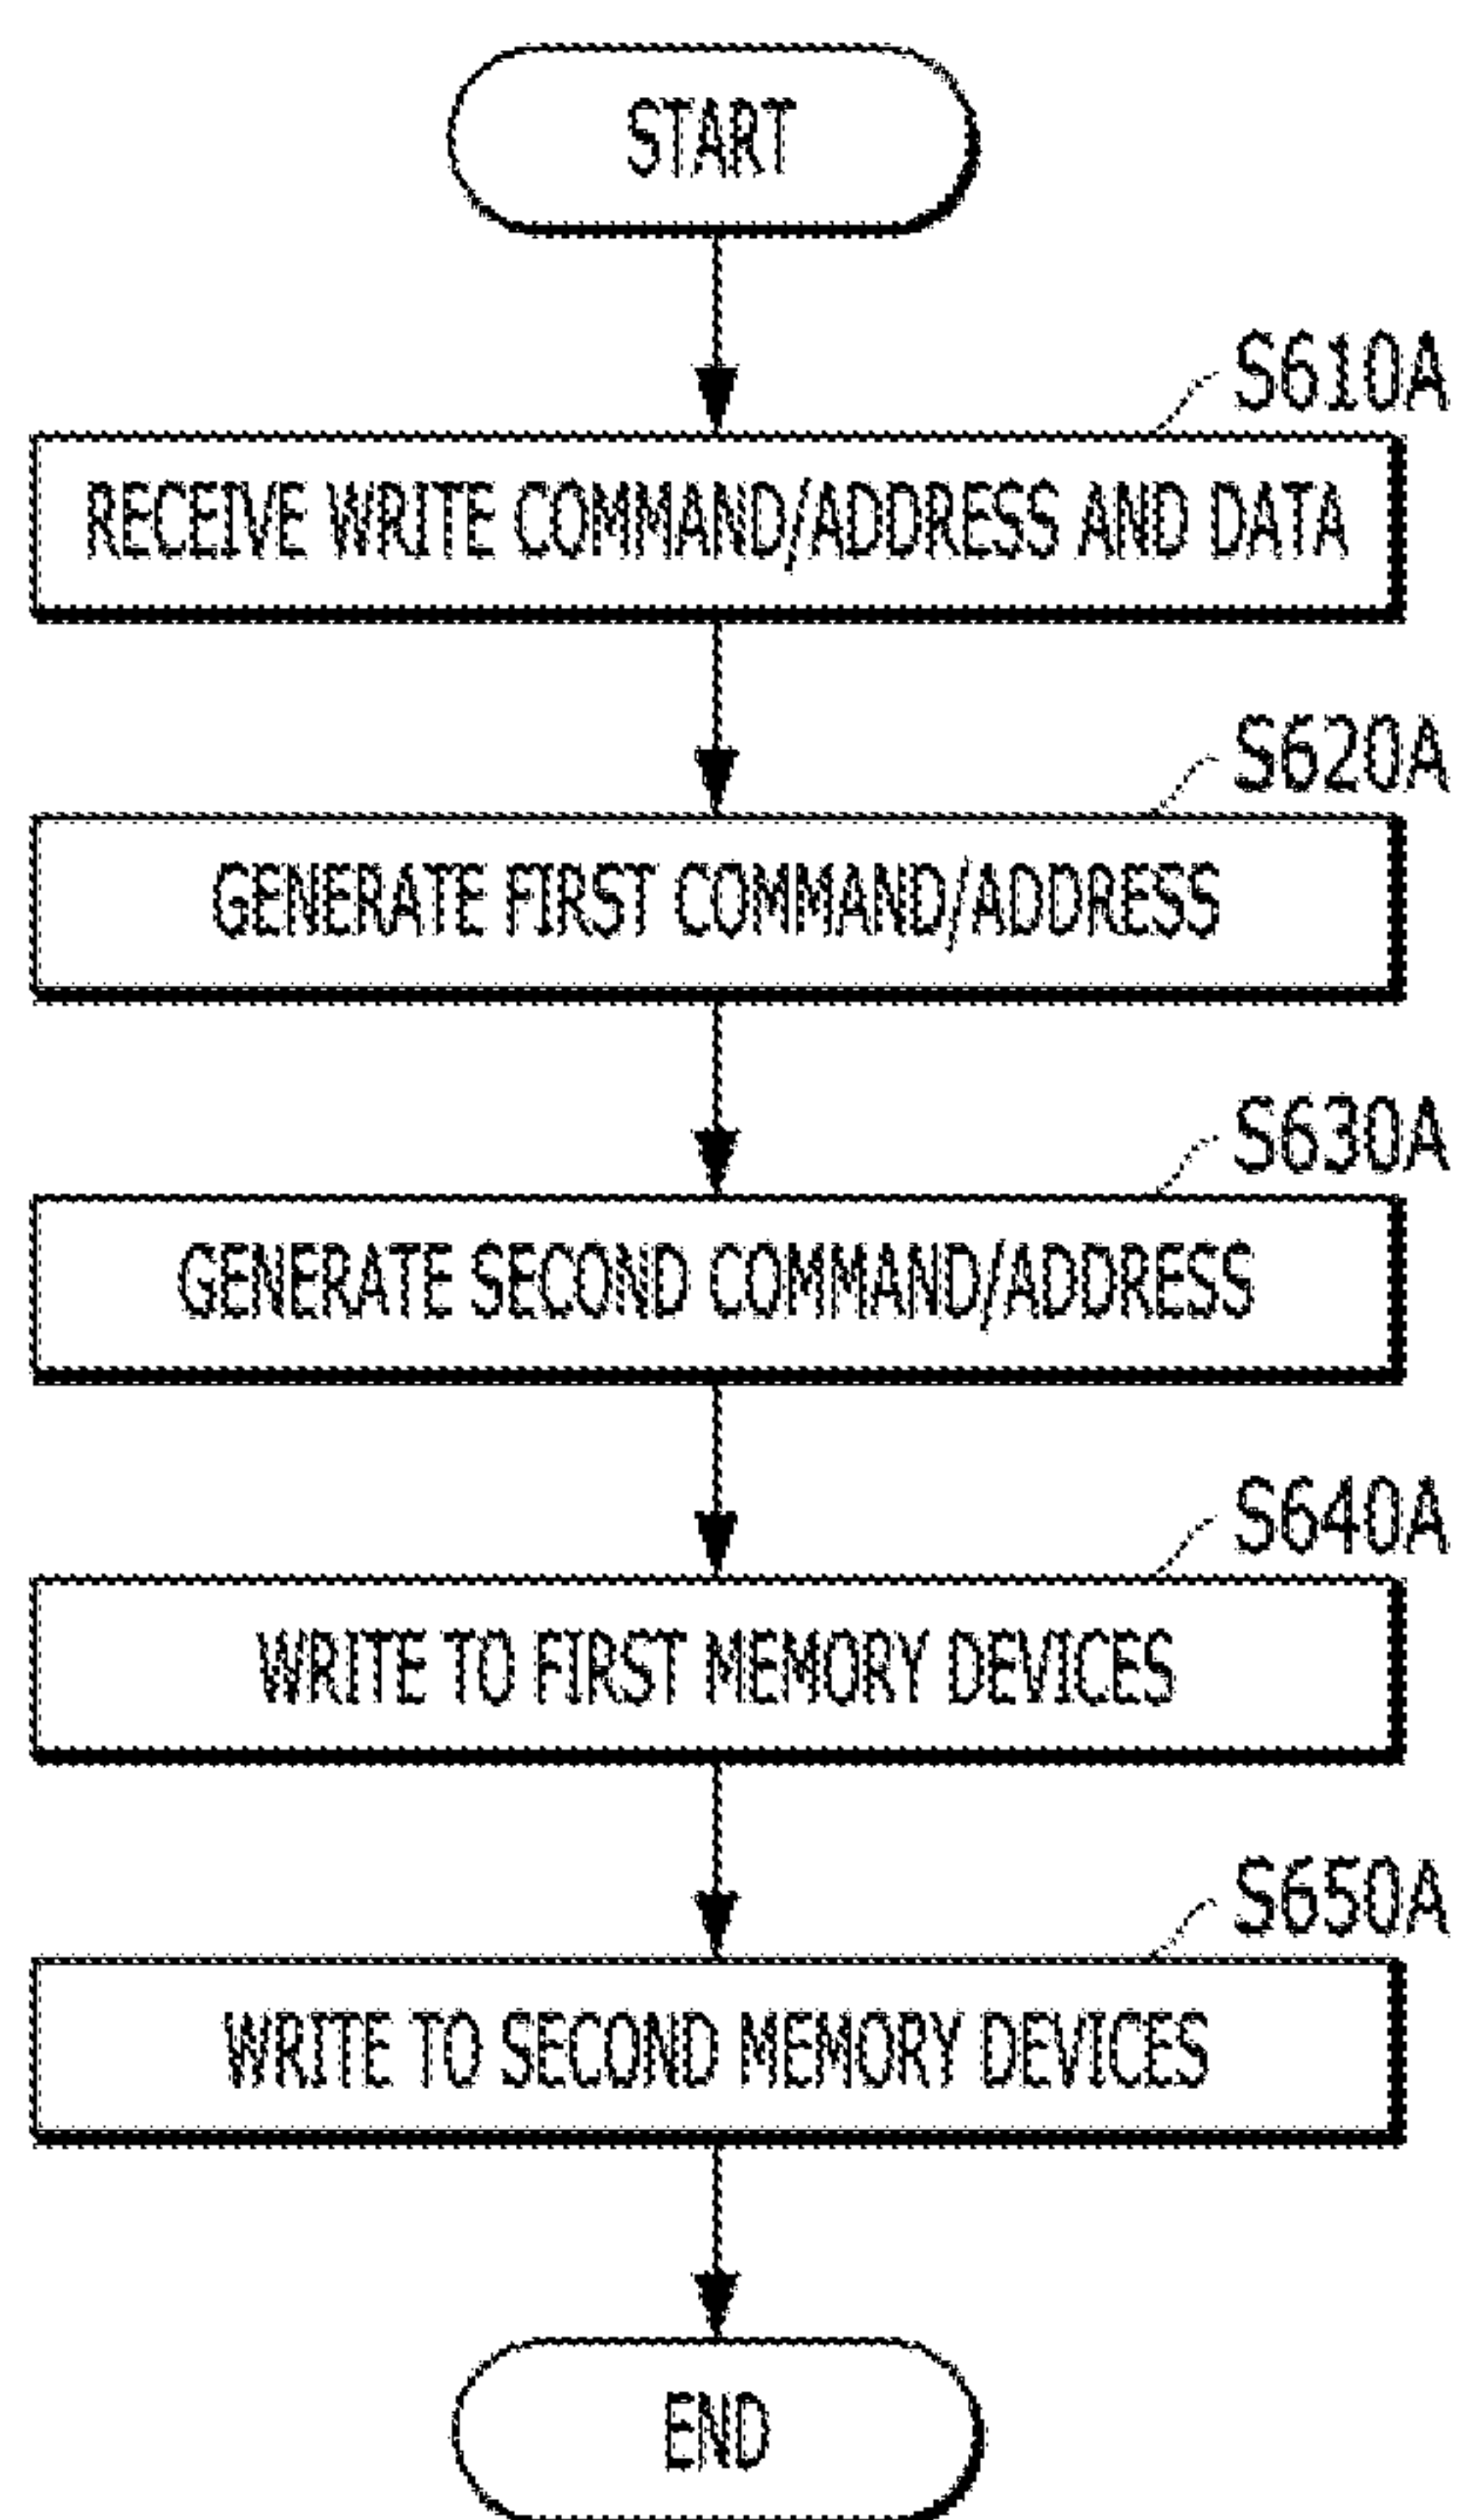 START
S610A
RECEIVE WRITE COMMAND/ADDRESS AND DATA
S620A
GENERATE FIRST COMMAND/ADDRESS
S630A
GENERATE SECOND COMMAND/ADDRESS
S640A
WRITE TO FIRST MEMORY DEVICES
S650A
WRITE TO SECOND MEMORY DEVICES
END